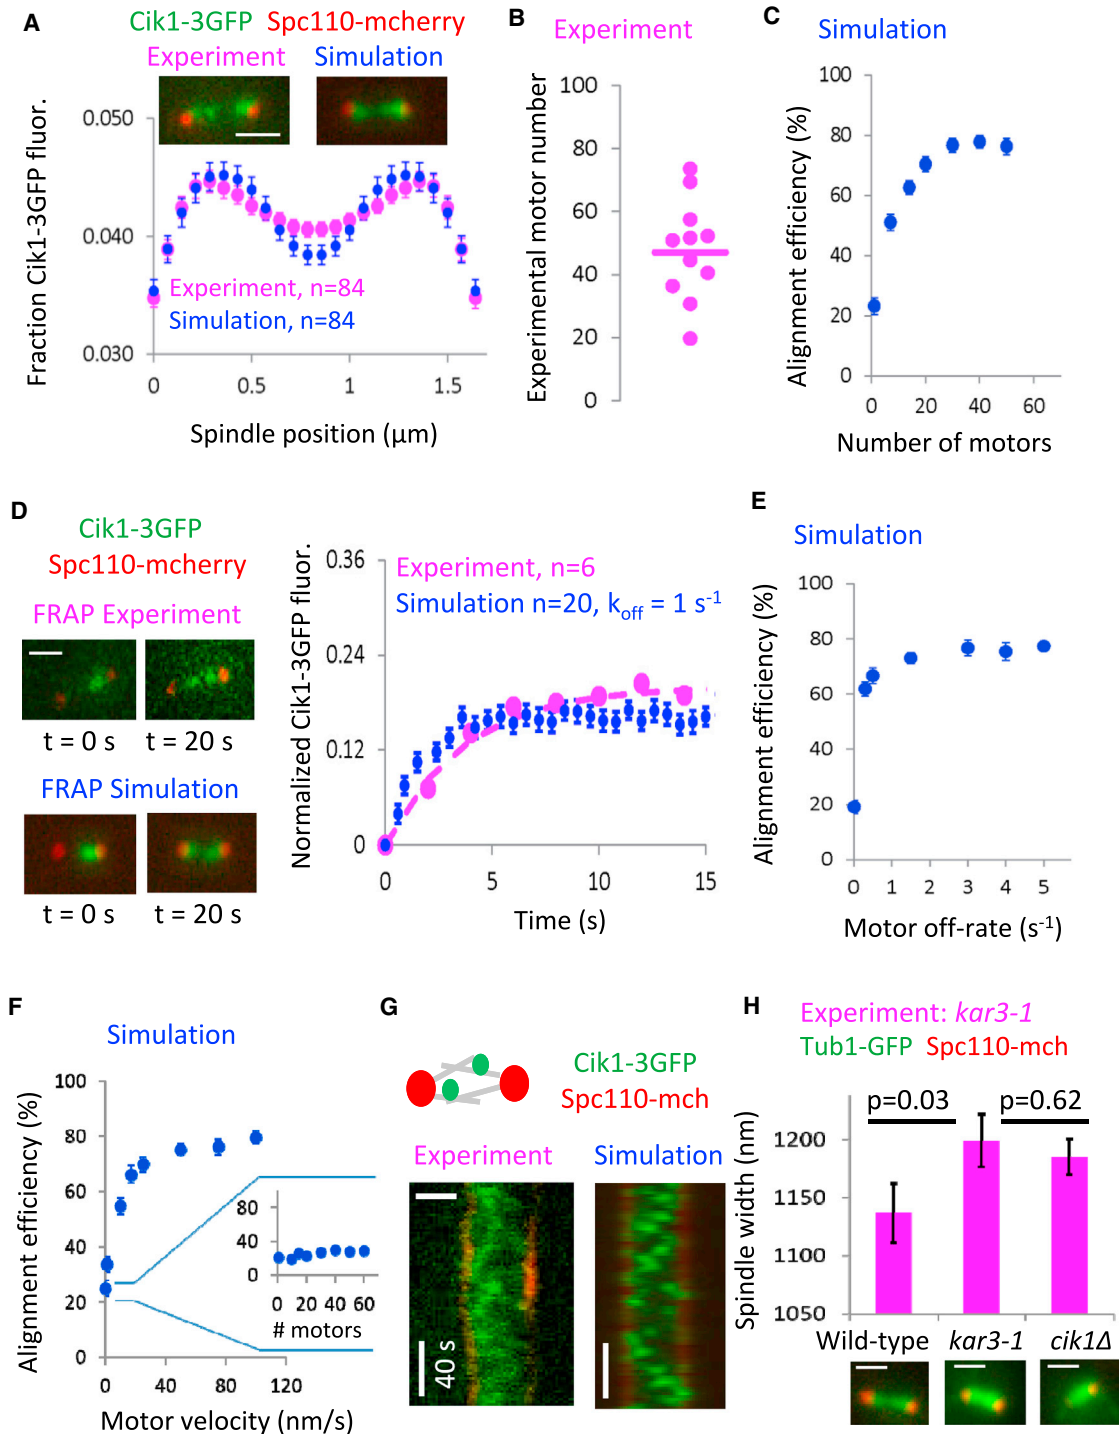 A
Cik1-3GFP Spc110-mcherry
Experiment Simulation
Fraction Cik1-3GFP fluor.
0.050
0.040
0.030
Experiment, n=84
Simulation, n=84
0 0.5 1 1.5
Spindle position (μm)
B
Experiment
Experimental motor number
100
80
60
40
20
0
C
Simulation
Alignment efficiency (%)
100
80
60
40
20
0
0 20 40 60
Number of motors
D
Cik1-3GFP
Spc110-mcherry
FRAP Experiment
t = 0 s t = 20 s
FRAP Simulation
t = 0 s t = 20 s
Normalized Cik1-3GFP fluor.
0.36
0.24
0.12
0
Experiment, n=6
Simulation n=20, koff = 1 s-1
0 5 10 15
Time (s)
E
Simulation
Alignment efficiency (%)
100
80
60
40
20
0
0 1 2 3 4 5
Motor off-rate (s-1)
F
Simulation
Alignment efficiency (%)
100
80
60
40
20
0
80
40
0
0 20 40 60
# motors
0 40 80 120
Motor velocity (nm/s)
G
Cik1-3GFP
Spc110-mch
Experiment Simulation
40 s
H
Experiment: kar3-1
Tub1-GFP Spc110-mch
p=0.03 p=0.62
Spindle width (nm)
1200
1150
1100
1050
Wild-type kar3-1 cik1Δ